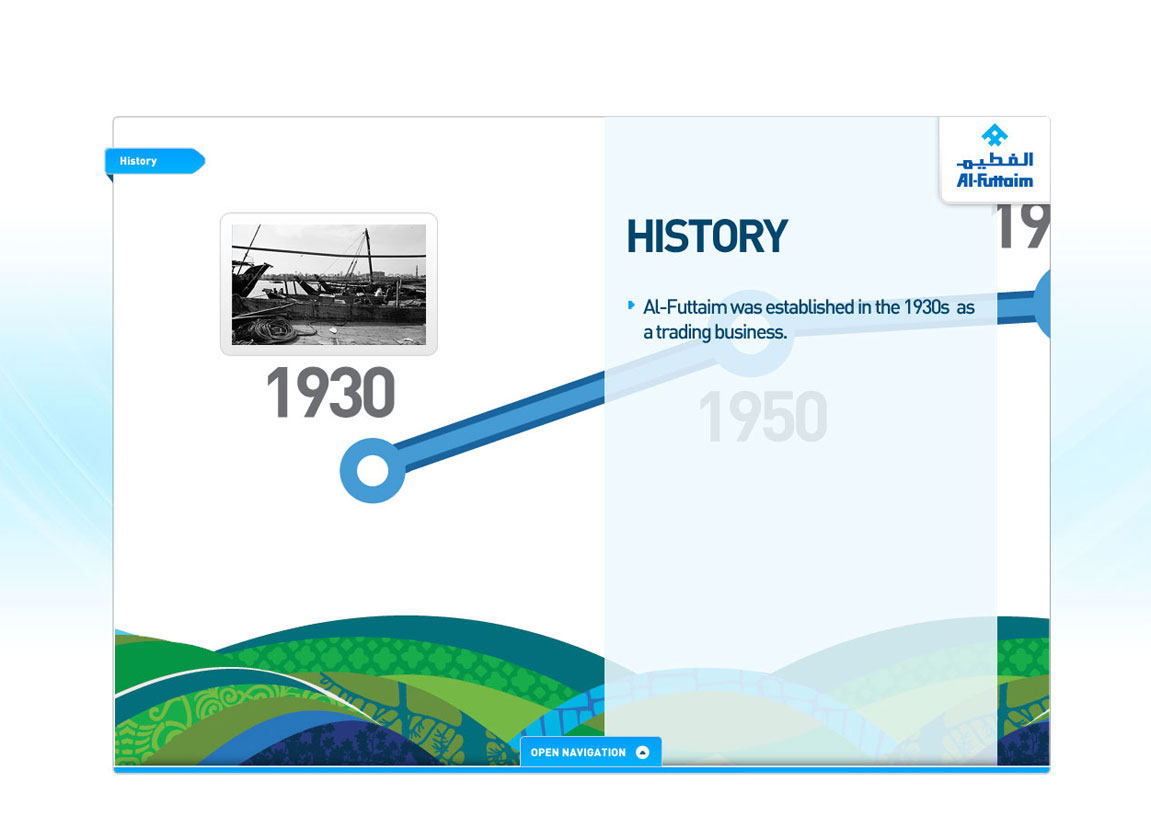 History
الفطيم
Al-Futtaim
19
HISTORY
Al-Futtaim was established in the 1930s as
a trading business.
1930
1950
OPEN NAVIGATION